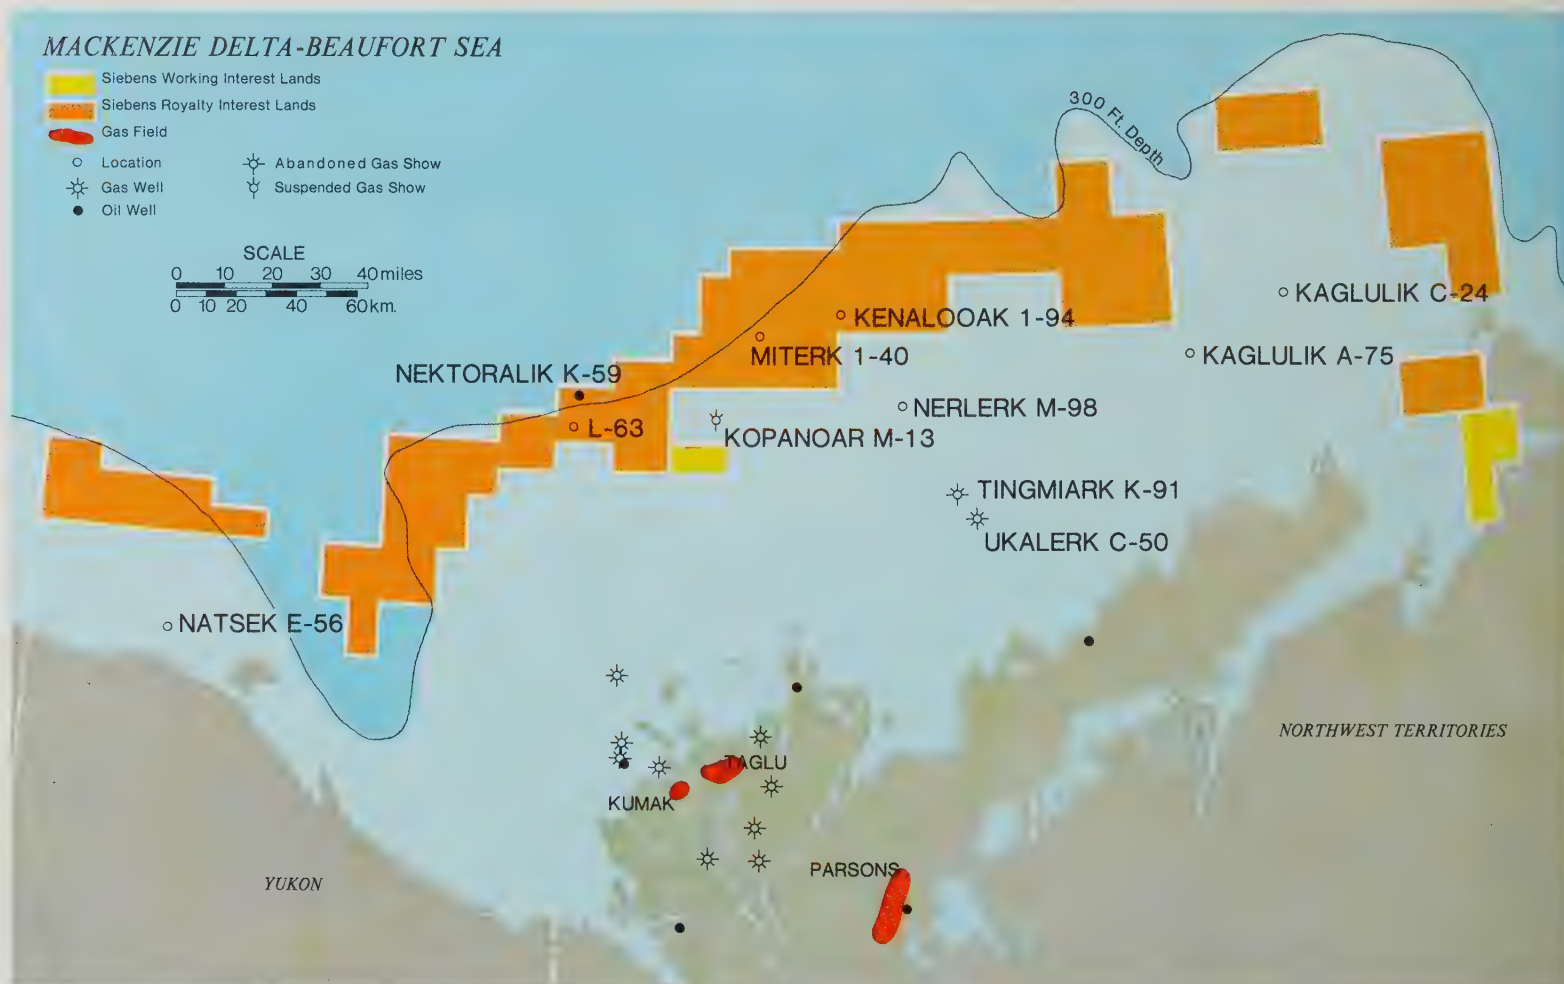 MACKENZIE DELTA-BEAUFORT SEA
Siebens Working Interest Lands
Siebens Royalty Interest Lands
Gas Field
Location
Abandoned Gas Show
Gas Well
Suspended Gas Show
Oil Well
SCALE
0 10 20 30 40 miles
0 10 20 40 60 km.
300 Ft. Depth
KAGLULIK C-24
KENALOOAK 1-94
MITERK 1-40
KAGLULIK A-75
NEKTORALIK K-59
NERLERK M-98
L-63
KOPANOAR M-13
TINGMIARK K-91
UKALERK C-50
NATSEK E-56
NORTHWEST TERRITORIES
TAGLU
KUMAK
PARSONS
YUKON